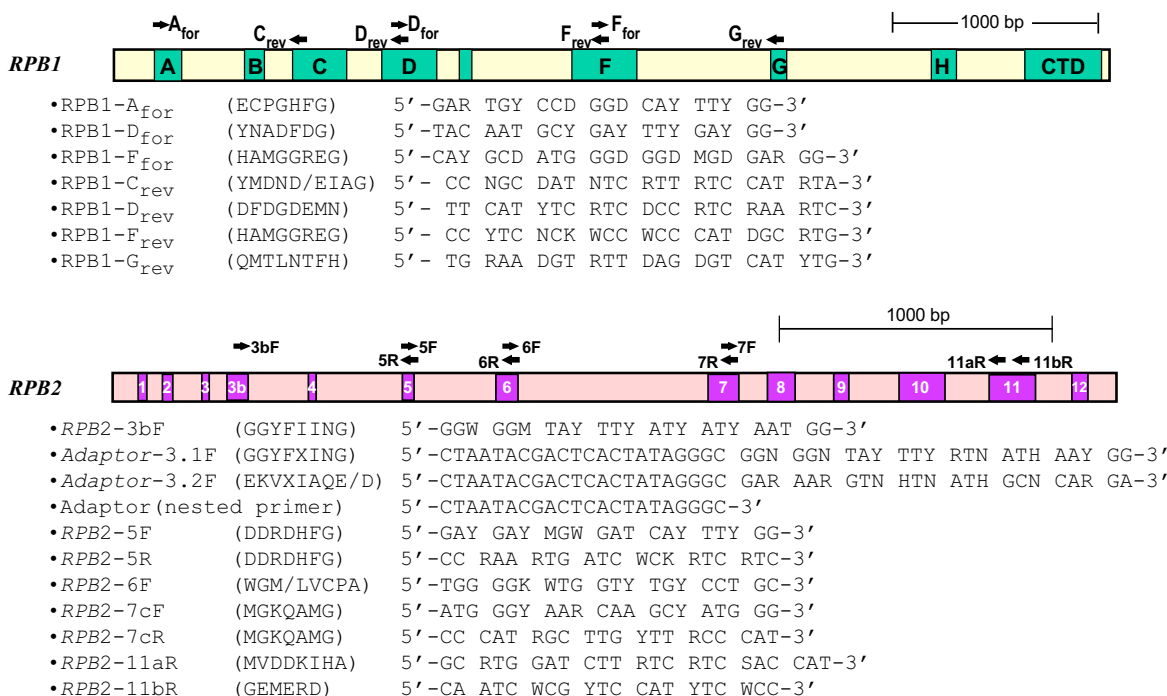 A_for
C_rev
D_rev
D_for
F_rev
F_for
G_rev
1000 bp
RPB1
A B C D F G H CTD
•RPB1-A_for (ECPGHFG) 5′-GAR TGY CCD GGD CAY TTY GG-3′
•RPB1-D_for (YNADFDG) 5′-TAC AAT GCY GAY TTY GAY GG-3′
•RPB1-F_for (HAMGGREG) 5′-CAY GCD ATG GGD GGD MGD GAR GG-3′
•RPB1-C_rev (YMDND/EIAG) 5′- CC NGC DAT NTC RTT RTC CAT RTA-3′
•RPB1-D_rev (DFDGDEMN) 5′- TT CAT YTC RTC DCC RTC RAA RTC-3′
•RPB1-F_rev (HAMGGREG) 5′- CC YTC NCK WCC WCC CAT DGC RTG-3′
•RPB1-G_rev (QMTLNTFH) 5′- TG RAA DGT RTT DAG DGT CAT YTG-3′
1000 bp
3bF
5R
5F
6R
6F
7R
7F
11aR
11bR
RPB2
1 2 3 3b 4 5 6 7 8 9 10 11 12
•RPB2-3bF (GGYFIING) 5′-GGW GGM TAY TTY ATY ATY AAT GG-3′
•Adaptor-3.1F (GGYFXING) 5′-CTAATACGACTCACTATAGGGC GGN GGN TAY TTY RTN ATH AAY GG-3′
•Adaptor-3.2F (EKVXIAQE/D) 5′-CTAATACGACTCACTATAGGGC GAR AAR GTN HTN ATH GCN CAR GA-3′
•Adaptor(nested primer) 5′-CTAATACGACTCACTATAGGGC-3′
•RPB2-5F (DDRDHFG) 5′-GAY GAY MGW GAT CAY TTY GG-3′
•RPB2-5R (DDRDHFG) 5′-CC RAA RTG ATC WCK RTC RTC-3′
•RPB2-6F (WGM/LVCPA) 5′-TGG GGK WTG GTY TGY CCT GC-3′
•RPB2-7cF (MGKQAMG) 5′-ATG GGY AAR CAA GCY ATG GG-3′
•RPB2-7cR (MGKQAMG) 5′-CC CAT RGC TTG YTT RCC CAT-3′
•RPB2-11aR (MVDDKIHA) 5′-GC RTG GAT CTT RTC RTC SAC CAT-3′
•RPB2-11bR (GEMERD) 5′-CA ATC WCG YTC CAT YTC WCC-3′